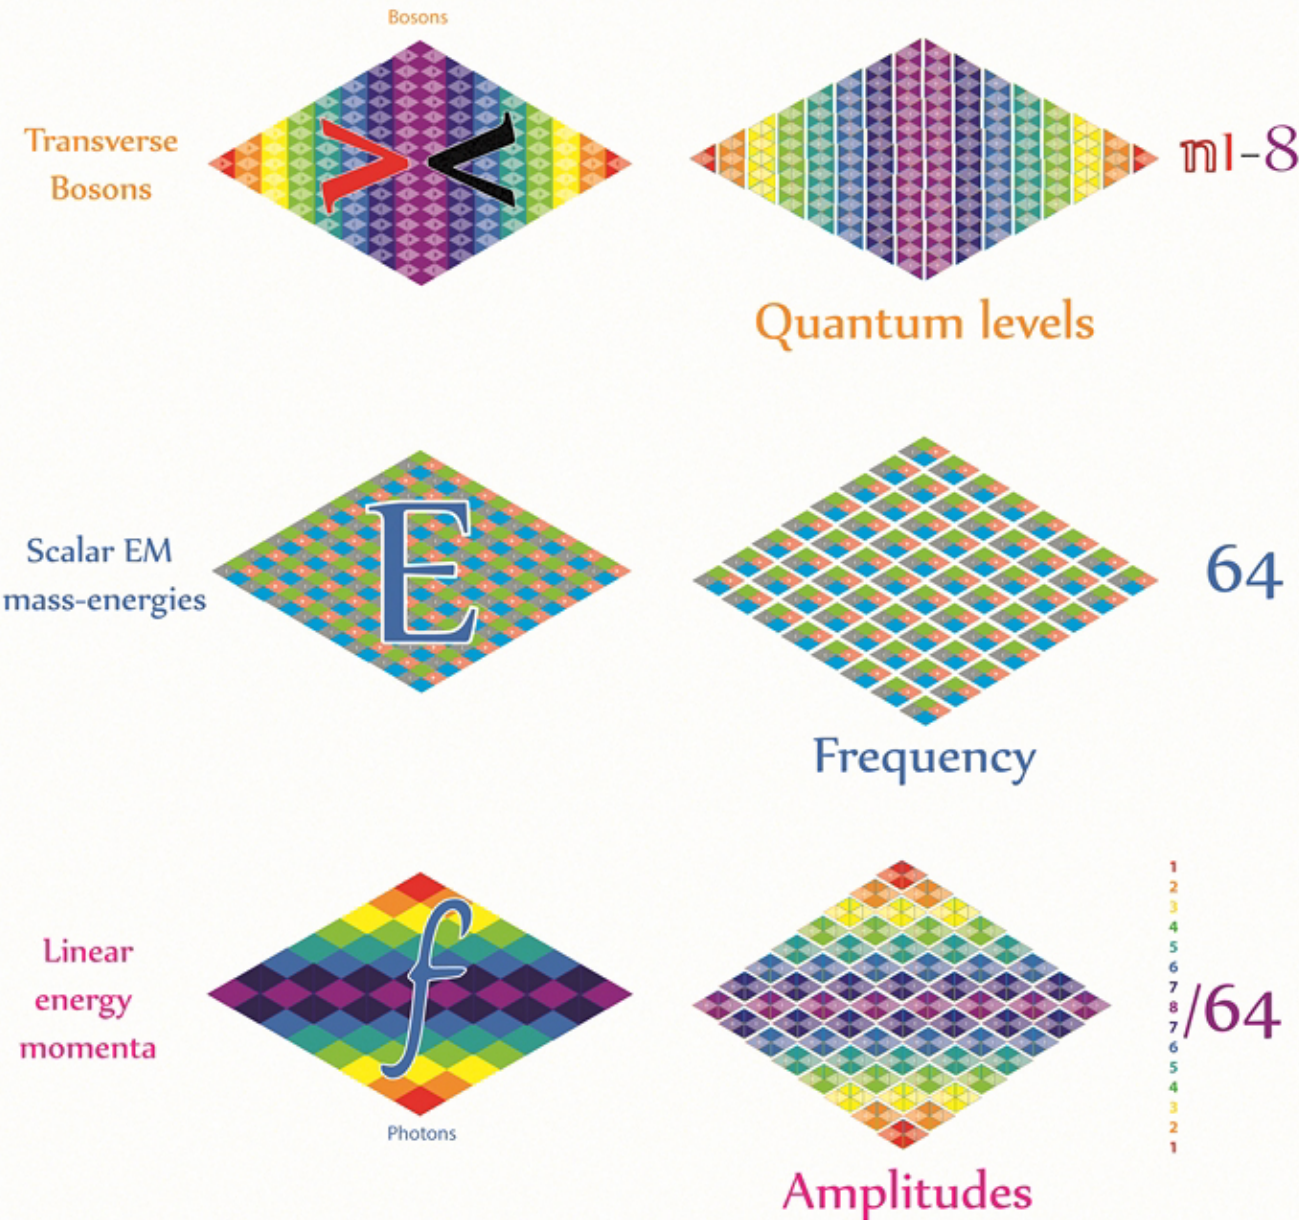 Bosons
Transverse
Bosons
> <
nl-8
Quantum levels
Scalar EM
mass-energies
E
64
Frequency
Linear
energy
momenta
f
Photons
1
2
3
4
5
6
7
8
7
6
5
4
3
2
1
/64
Amplitudes